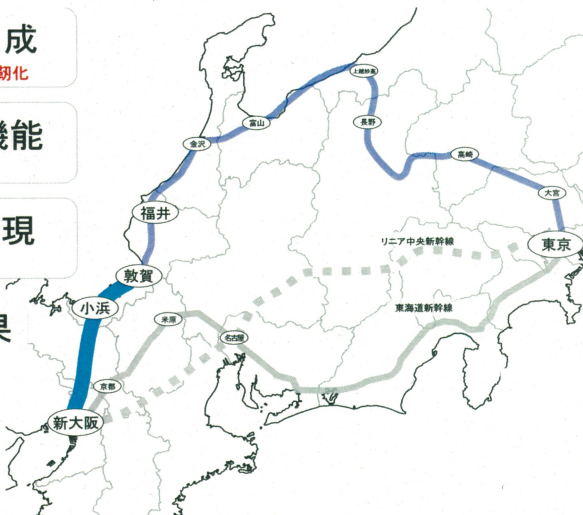 成
靭化
機能
現
果
上越妙高
長野
富山
金沢
高崎
大宮
福井
リニア中央新幹線
東京
敦賀
小浜
東海道新幹線
米原
名古屋
京都
新大阪